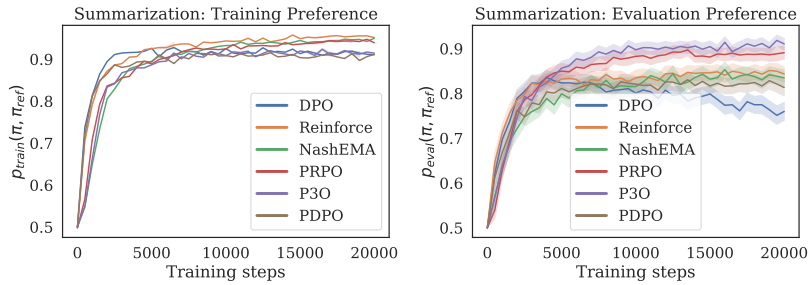 Summarization: Training Preference
p_train(π, π_ref)
0.9
0.8
0.7
0.6
0.5
DPO
Reinforce
NashEMA
PRPO
P3O
PDPO
0 5000 10000 15000 20000
Training steps
Summarization: Evaluation Preference
p_eval(π, π_ref)
0.9
0.8
0.7
0.6
0.5
DPO
Reinforce
NashEMA
PRPO
P3O
PDPO
0 5000 10000 15000 20000
Training steps